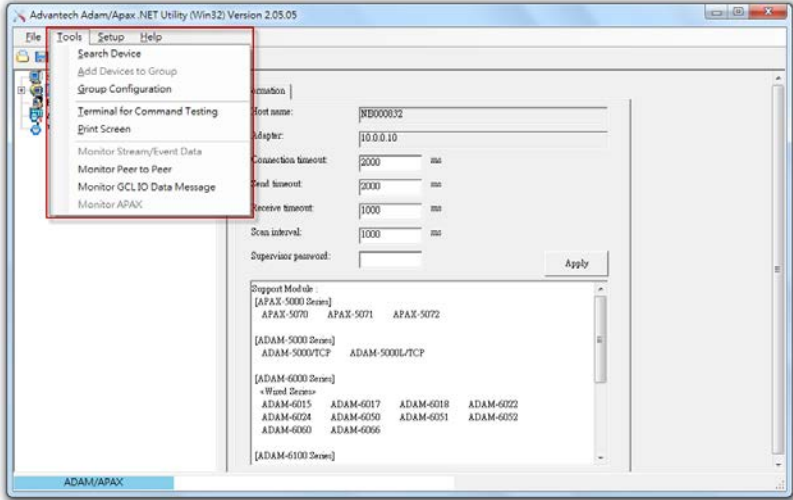 Advantech Adam/Apax .NET Utility (Win32) Version 2.05.05
File Tools Setup Help
Search Device
Add Devices to Group
Group Configuration
Terminal for Command Testing
Print Screen
Monitor Stream/Event Data
Monitor Peer to Peer
Monitor GCL IO Data Message
Monitor APAX
ormation
Host name: NB000832
Adapter: 10.0.0.10
Connection timeout: 2000 ms
Send timeout: 2000 ms
Receive timeout: 1000 ms
Scan interval: 1000 ms
Supervisor password:
Apply
Support Module :
[APAX-5000 Series]
APAX-5070 APAX-5071 APAX-5072
[ADAM-5000 Series]
ADAM-5000/TCP ADAM-5000L/TCP
[ADAM-6000 Series]
<Wired Series>
ADAM-6015 ADAM-6017 ADAM-6018 ADAM-6022
ADAM-6024 ADAM-6050 ADAM-6051 ADAM-6052
ADAM-6060 ADAM-6066
[ADAM-6100 Series]
ADAM/APAX